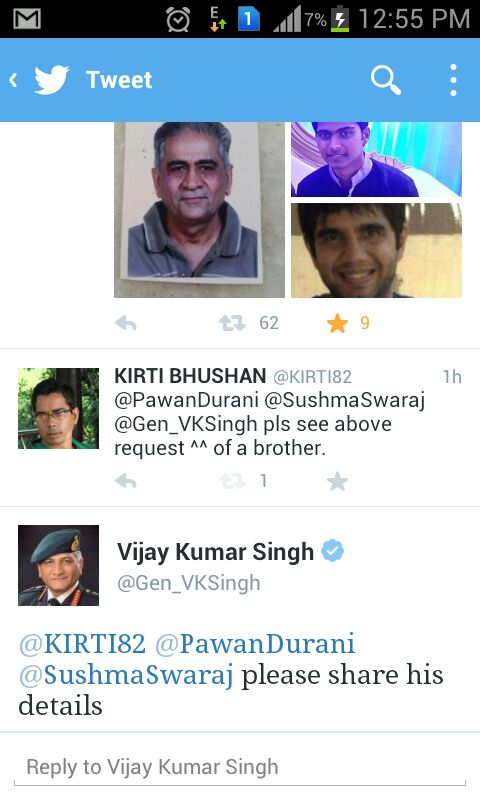 E 1 7% 12:55 PM
Tweet
62 9
KIRTI BHUSHAN @KIRTI82 1h
@PawanDurani @SushmaSwaraj
@Gen_VKSingh pls see above
request ^^ of a brother.
1
Vijay Kumar Singh
@Gen_VKSingh
@KIRTI82 @PawanDurani
@SushmaSwaraj please share his
details
Reply to Vijay Kumar Singh